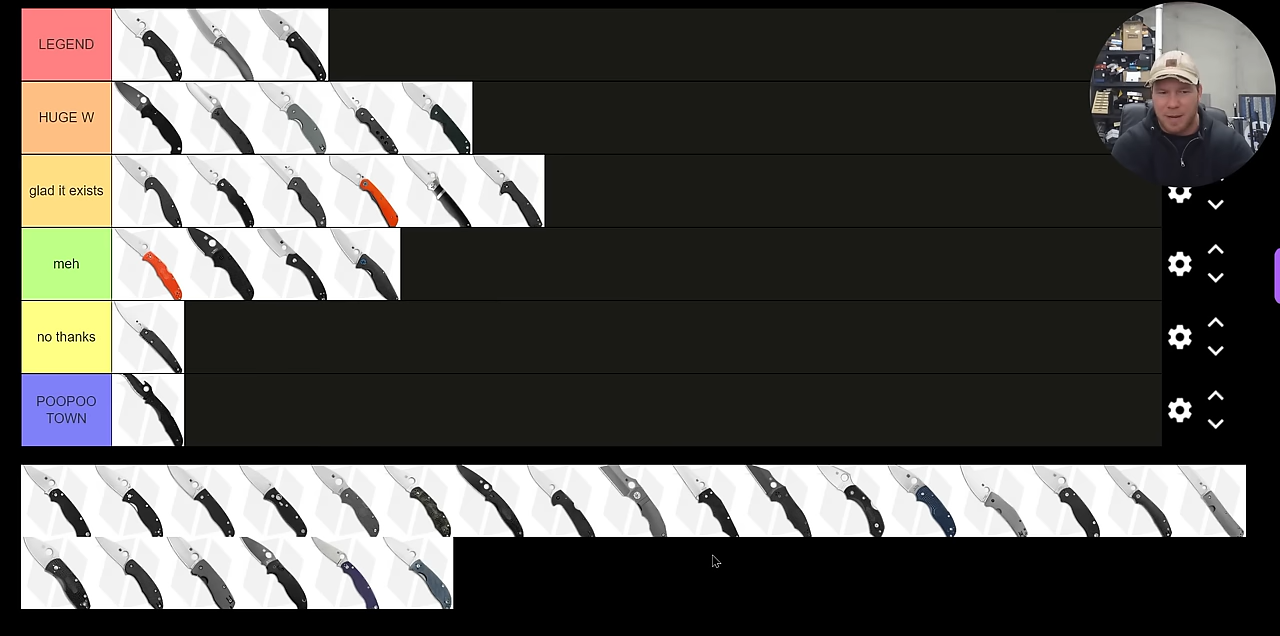 LEGEND
HUGE W
glad it exists
meh
no thanks
POOPOO
TOWN